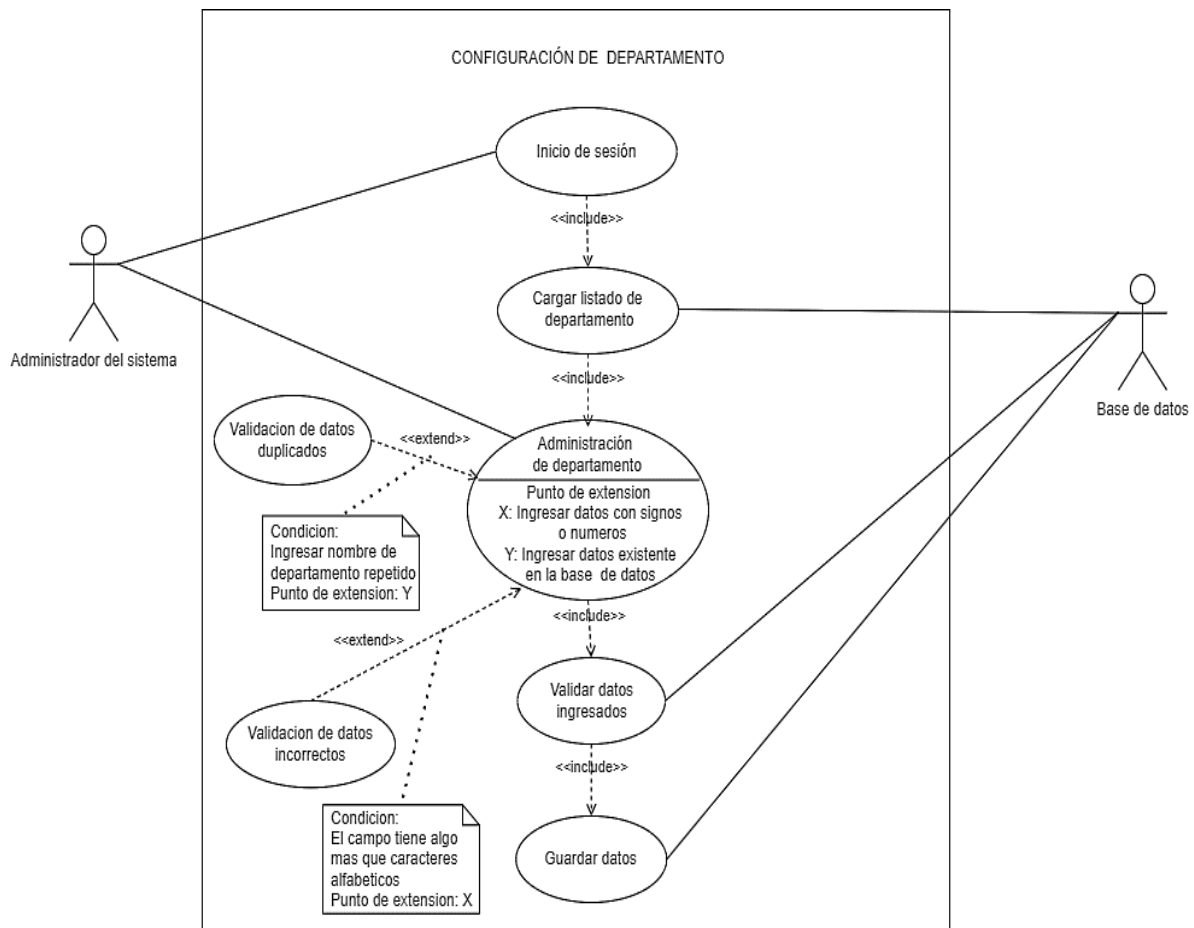 CONFIGURACIÓN DE DEPARTAMENTO
Inicio de sesión
<<include>>
Cargar listado de
departamento
Administrador del sistema
Base de datos
<<include>>
Validacion de datos
duplicados
<<extend>>
Administración
de departamento
Punto de extension
X: Ingresar datos con signos
o numeros
Y: Ingresar datos existente
en la base de datos
Condicion:
Ingresar nombre de
departamento repetido
Punto de extension: Y
<<include>>
<<extend>>
Validar datos
ingresados
Validacion de datos
incorrectos
<<include>>
Condicion:
El campo tiene algo
mas que caracteres
alfabeticos
Punto de extension: X
Guardar datos